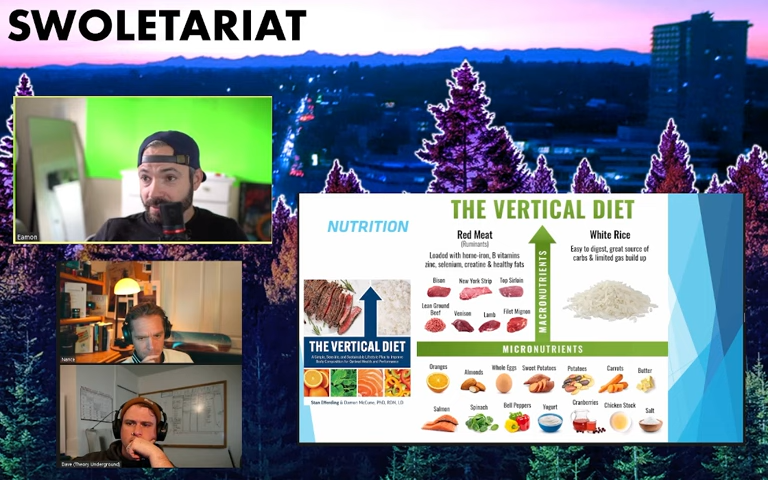 SWOLETARIAT
Eamon
Nance
Dave (Theory Underground)
NUTRITION
THE VERTICAL DIET
Stan Efferding & Damon McCune, PhD, RDN, LD
THE VERTICAL DIET
Red Meat
(Ruminants)
Loaded with heme-iron, B vitamins
zinc, selenium, creatine & healthy fats
Bison
New York Strip
Top Sirloin
Lean Ground
Beef
Venison
Lamb
Filet Mignon
MACRONUTRIENTS
White Rice
Easy to digest, great source of
carbs & limited gas build up
MICRONUTRIENTS
Oranges
Almonds
Whole Eggs
Sweet Potatoes
Potatoes
Carrots
Butter
Salmon
Spinach
Bell Peppers
Yogurt
Cranberries
Chicken Stock
Salt